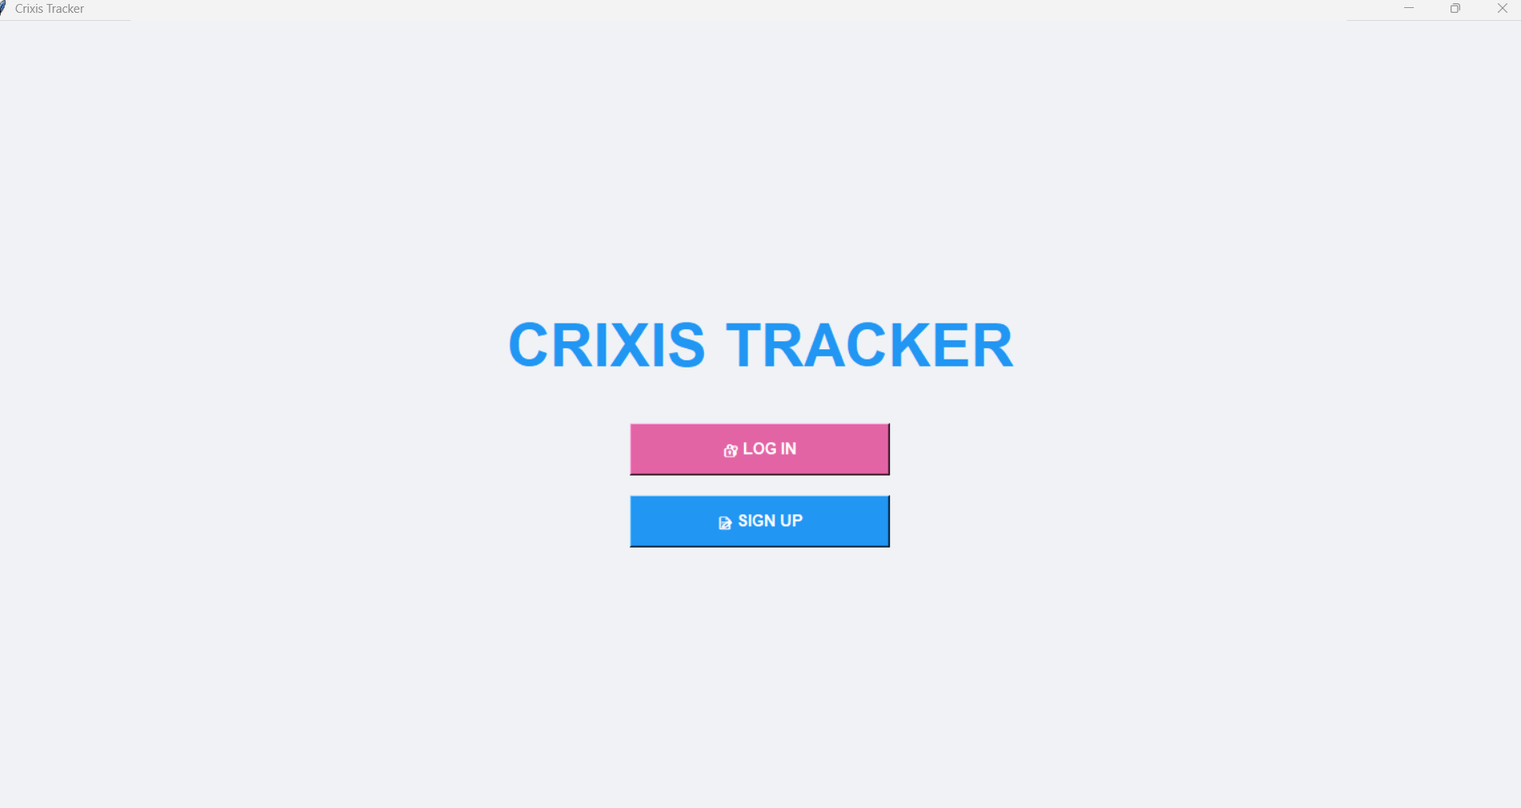 Crixis Tracker
CRIXIS TRACKER
LOG IN
SIGN UP